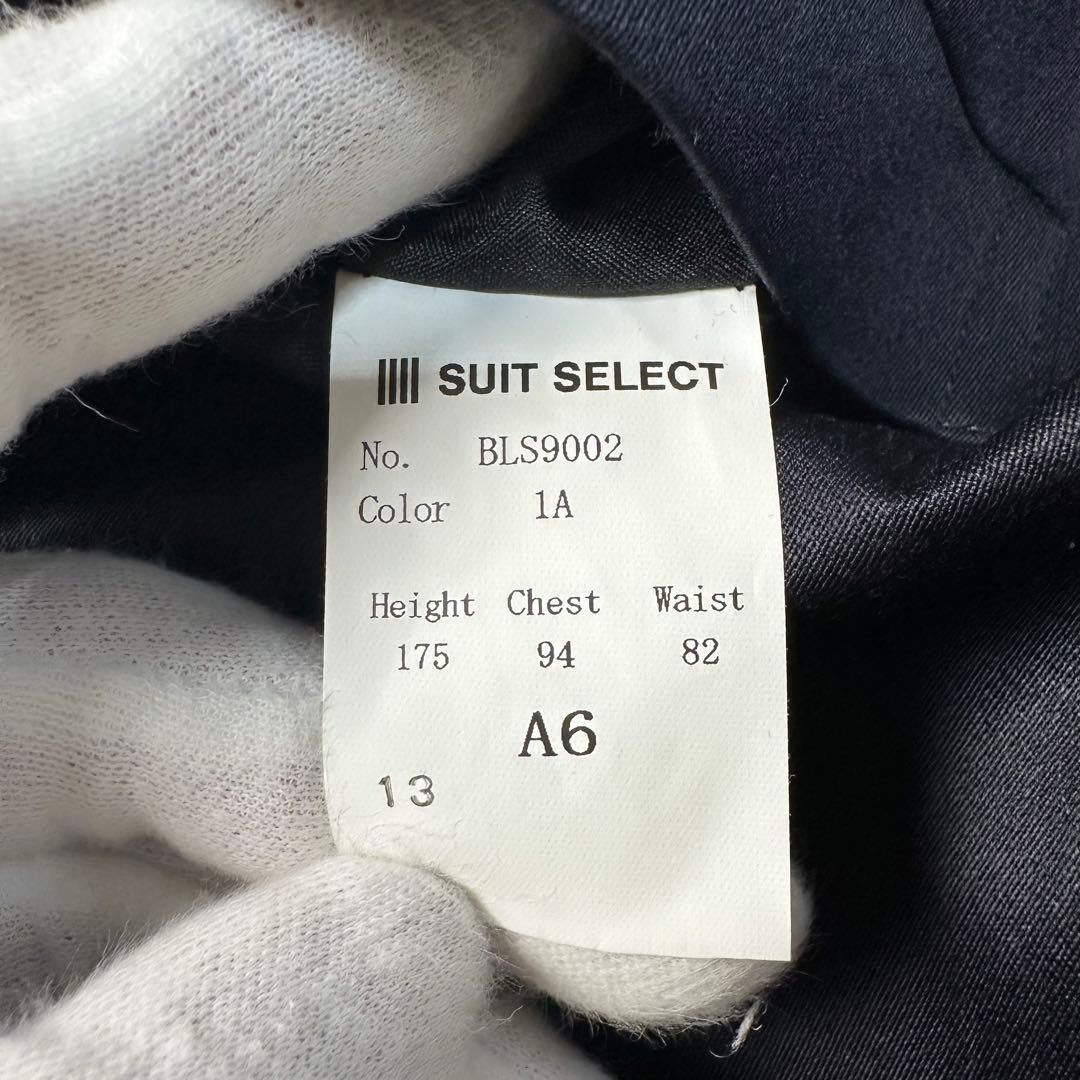 SUIT SELECT
No. BLS9002
Color 1A
Height Chest Waist
175 94 82
A6
13